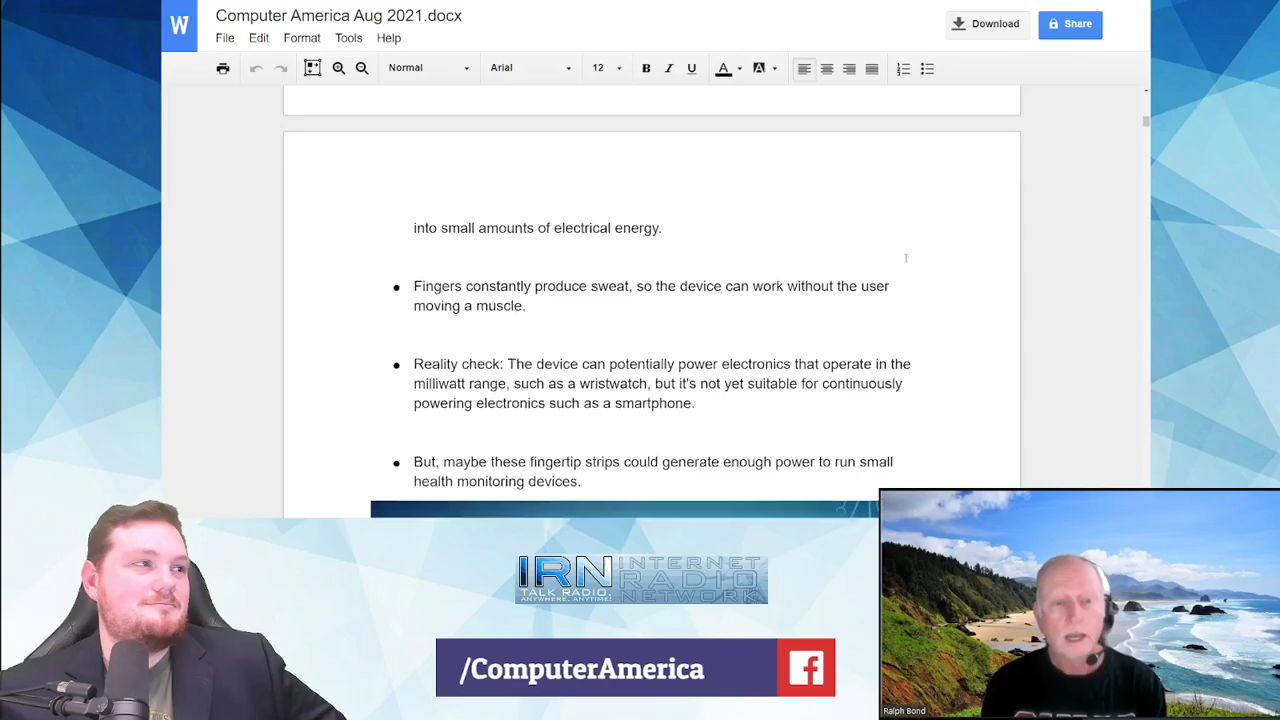 W
Computer America Aug 2021.docx
File Edit Format Tools Help
Download
Share
Normal
Arial
12
B I U A A
into small amounts of electrical energy.
● Fingers constantly produce sweat, so the device can work without the user
moving a muscle.
● Reality check: The device can potentially power electronics that operate in the
milliwatt range, such as a wristwatch, but it's not yet suitable for continuously
powering electronics such as a smartphone.
● But, maybe these fingertip strips could generate enough power to run small
health monitoring devices.
IRN INTERNET
RADIO
NETWORK
TALK RADIO.
ANYWHERE. ANYTIME.
/ComputerAmerica
f
Ralph Bond